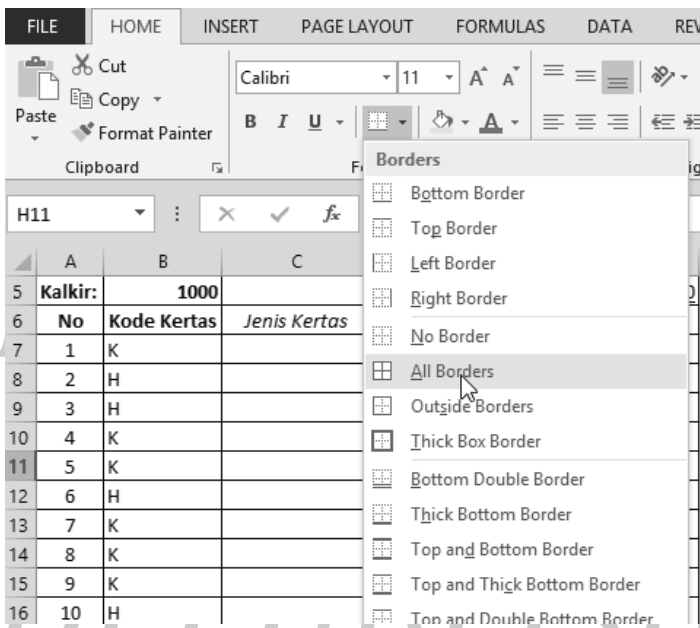 FILE HOME INSERT PAGE LAYOUT FORMULAS DATA
Cut
Copy
Format Painter
Paste
Calibri 11 A A
B I U A
Clipboard
Borders
Bottom Border
Top Border
Left Border
Right Border
No Border
All Borders
Outside Borders
Thick Box Border
Bottom Double Border
Thick Bottom Border
Top and Bottom Border
Top and Thick Bottom Border
Top and Double Bottom Border
H11 fx
A B C
5 Kalkir: 1000
6 No Kode Kertas Jenis Kertas
7 1 K
8 2 H
9 3 H
10 4 K
11 5 K
12 6 H
13 7 K
14 8 K
15 9 K
16 10 H